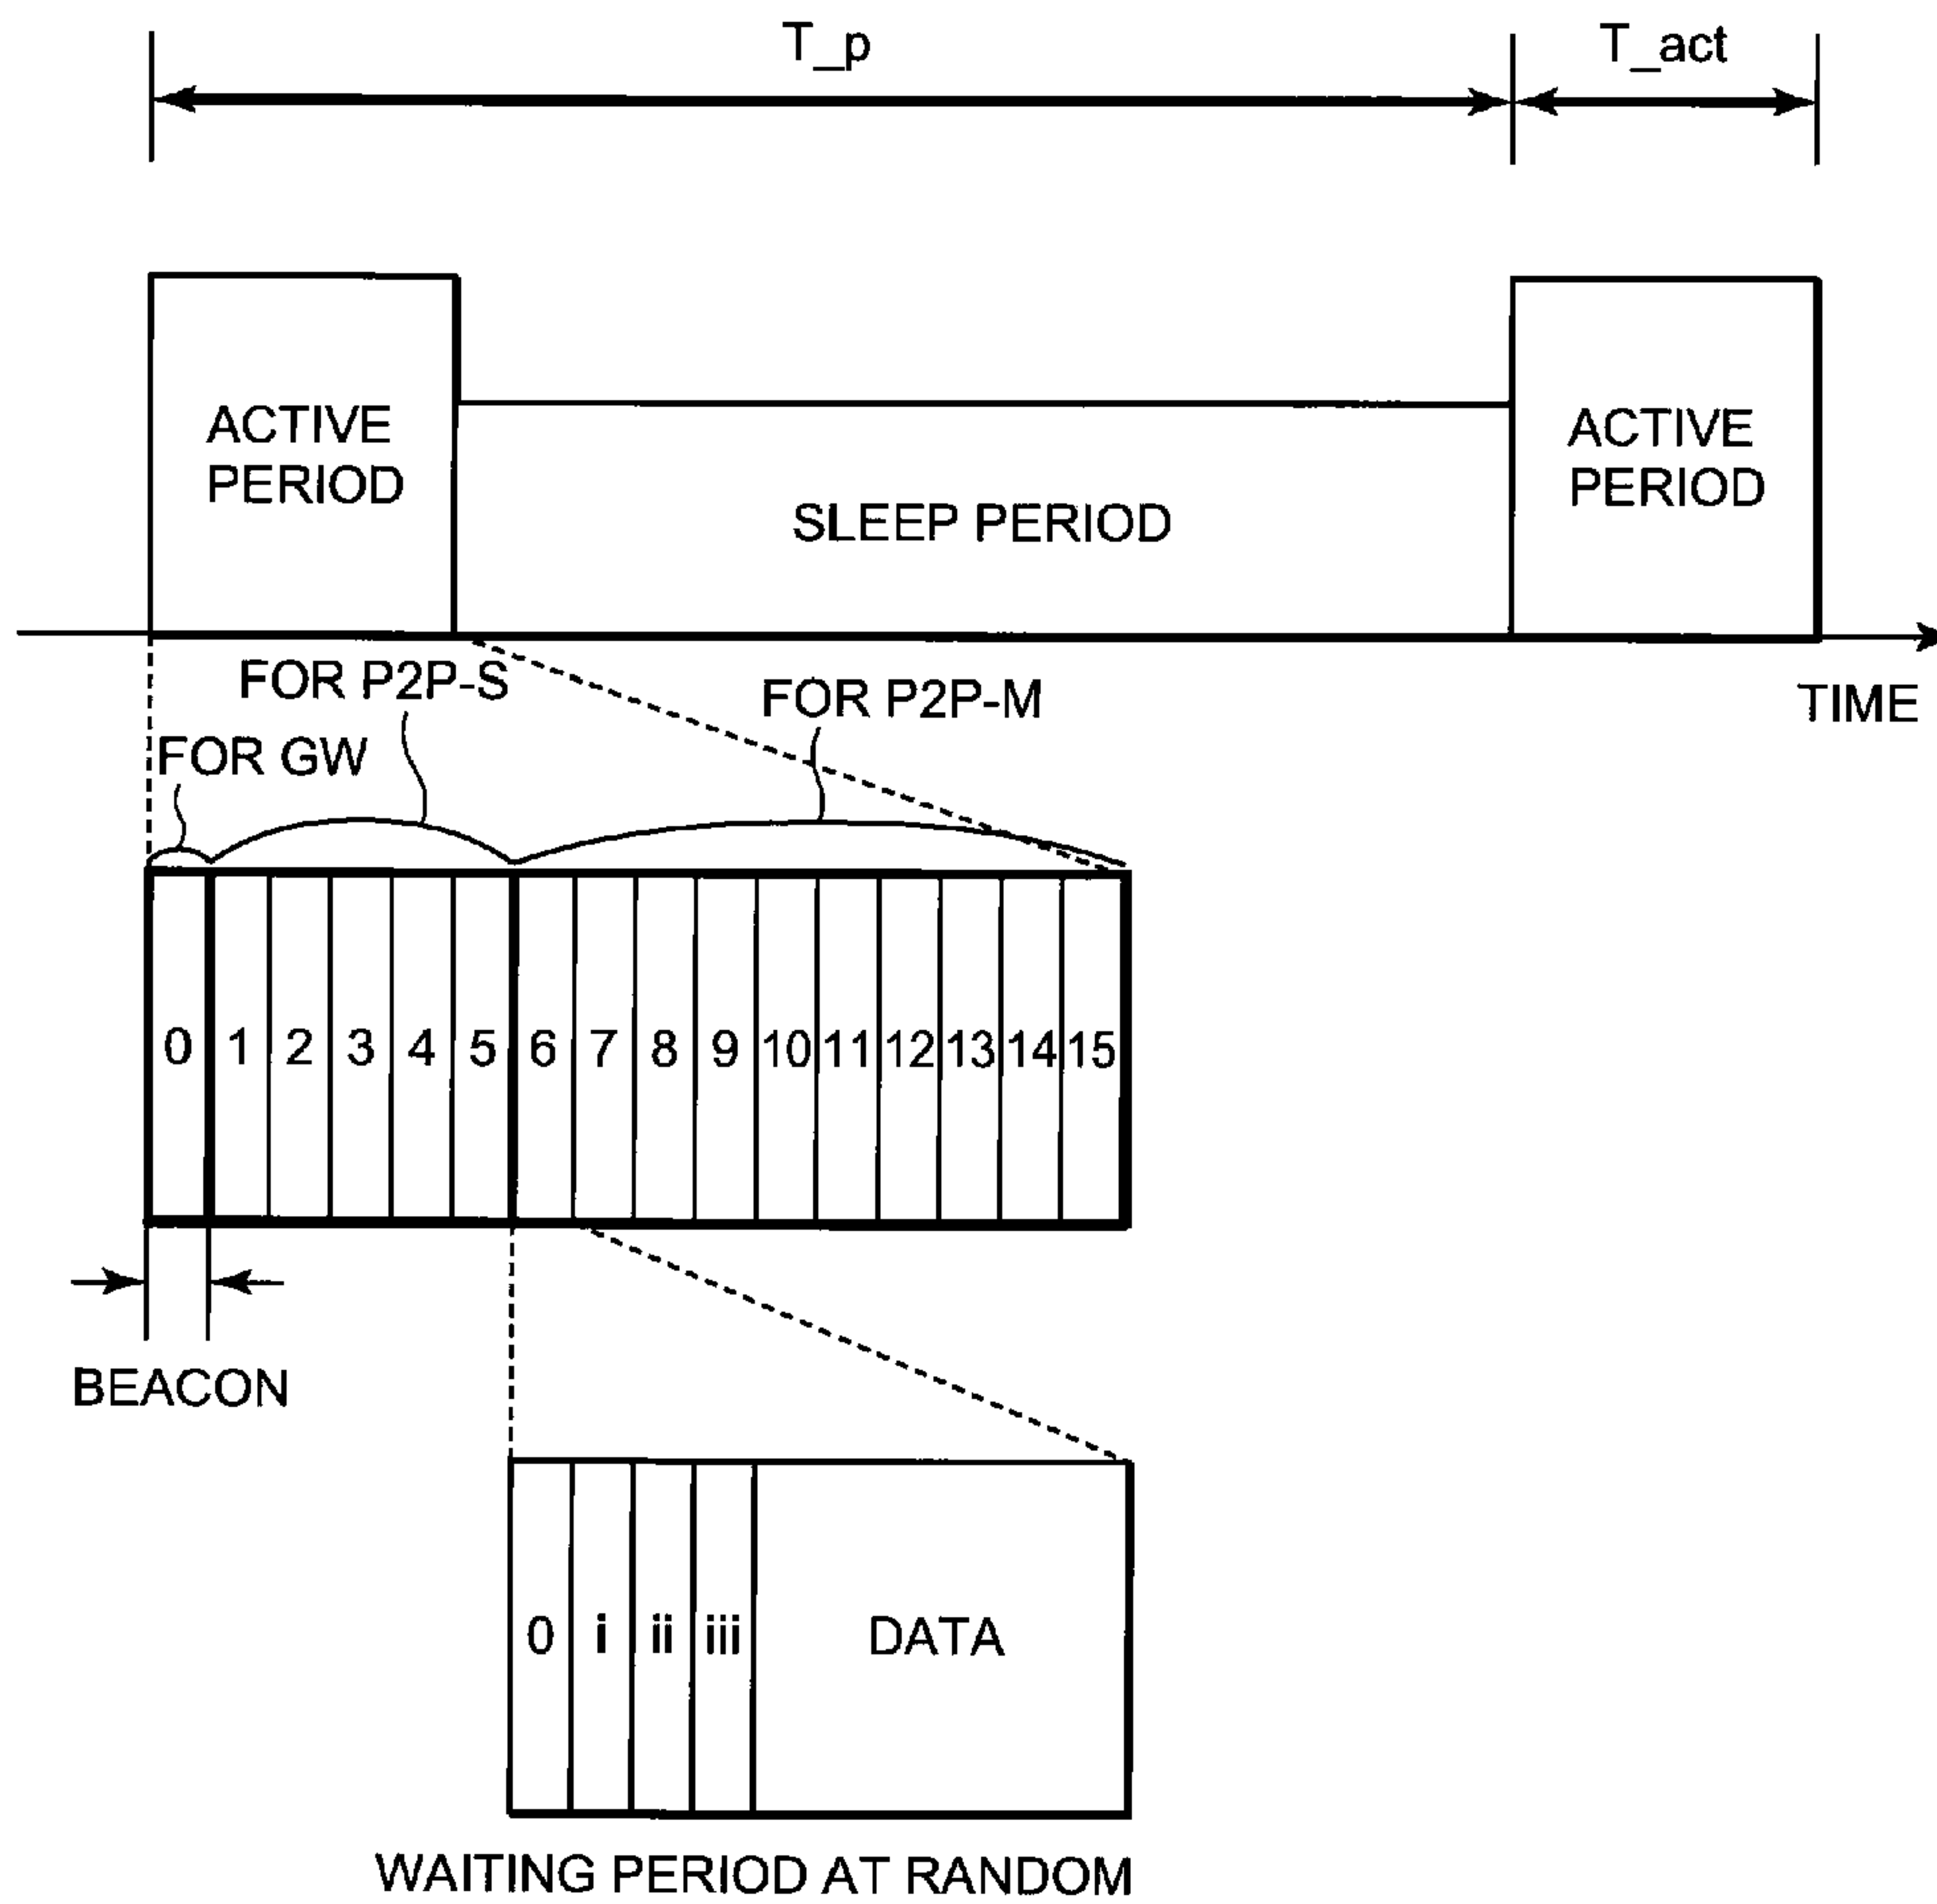 T_p
T_act
ACTIVE
PERIOD
SLEEP PERIOD
ACTIVE
PERIOD
TIME
FOR P2P-S
FOR P2P-M
FOR GW
0 1 2 3 4 5 6 7 8 9 10 11 12 13 14 15
BEACON
0 i ii iii DATA
WAITING PERIOD AT RANDOM